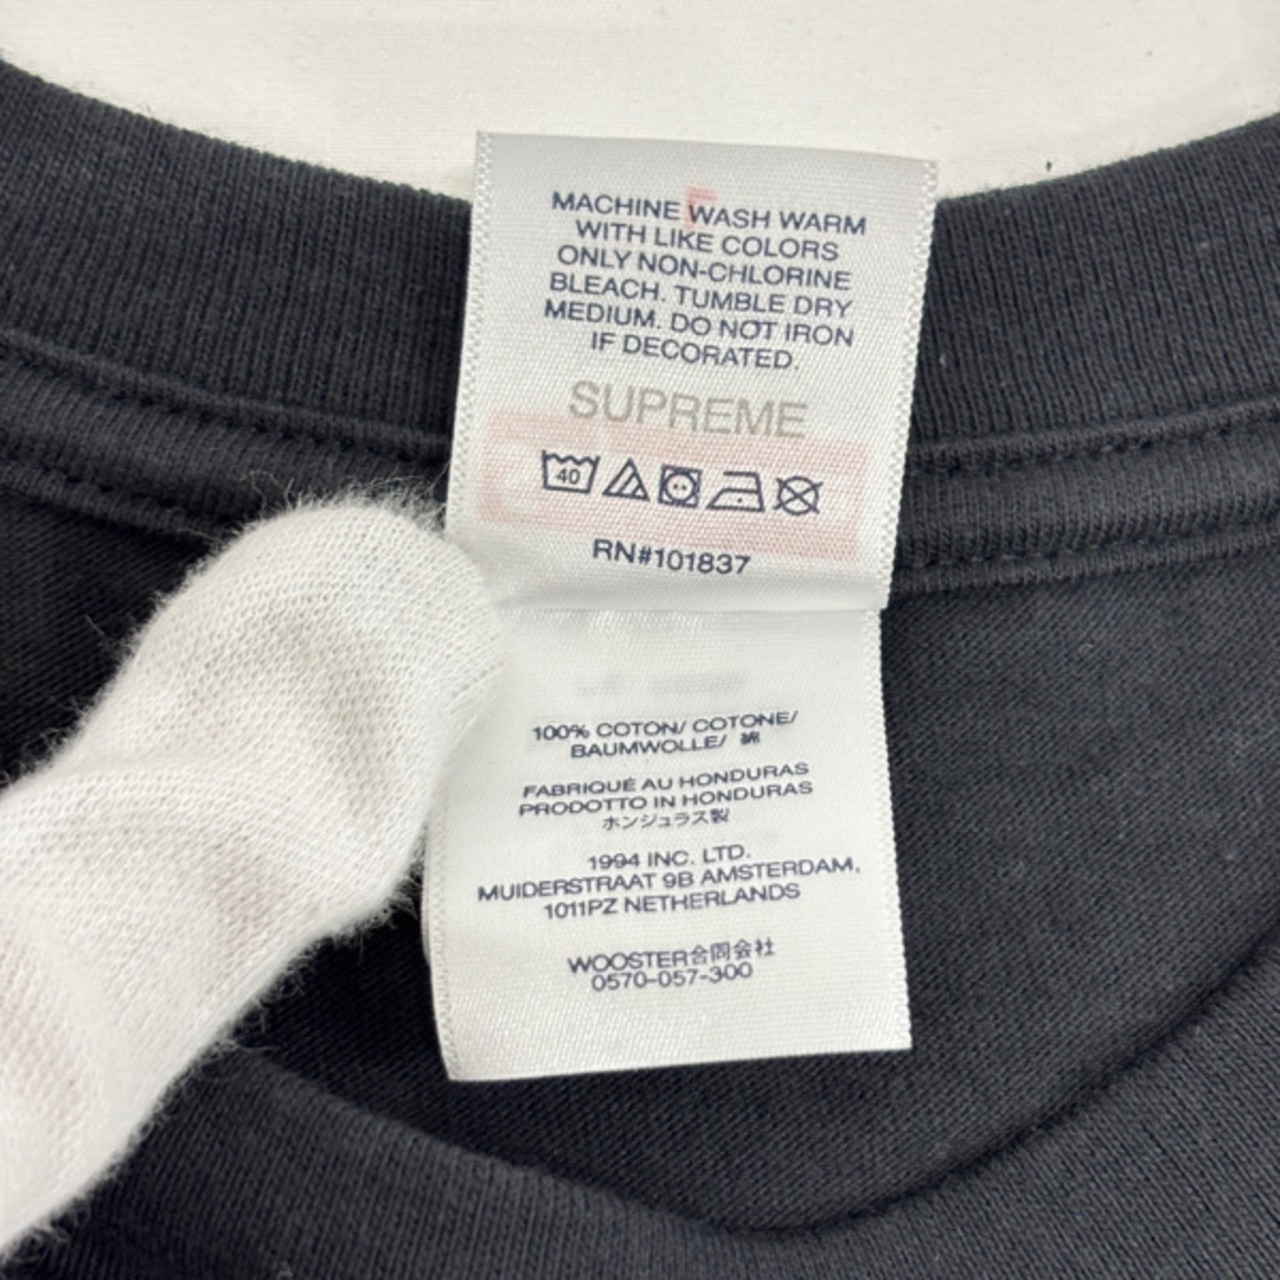 MACHINE WASH WARM
WITH LIKE COLORS
ONLY NON-CHLORINE
BLEACH. TUMBLE DRY
MEDIUM. DO NOT IRON
IF DECORATED.
SUPREME
40
RN#101837
100% COTON/ COTONE/
BAUMWOLLE/ 綿
FABRIQUÉ AU HONDURAS
PRODOTTO IN HONDURAS
ホンジュラス製
1994 INC. LTD.
MUIDERSTRAAT 9B AMSTERDAM,
1011PZ NETHERLANDS
WOOSTER合同会社
0570-057-300